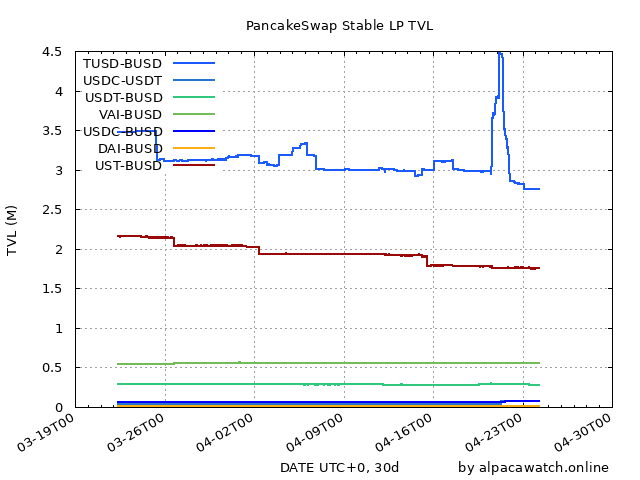 PancakeSwap Stable LP TVL
4.5
4
3.5
3
2.5
2
1.5
1
0.5
0
TVL (M)
TUSD-BUSD
USDC-USDT
USDT-BUSD
VAI-BUSD
USDC-BUSD
DAI-BUSD
UST-BUSD
03-19T00 03-26T00 04-02T00 04-09T00 04-16T00 04-23T00 04-30T00
DATE UTC+0, 30d by alpacawatch.online